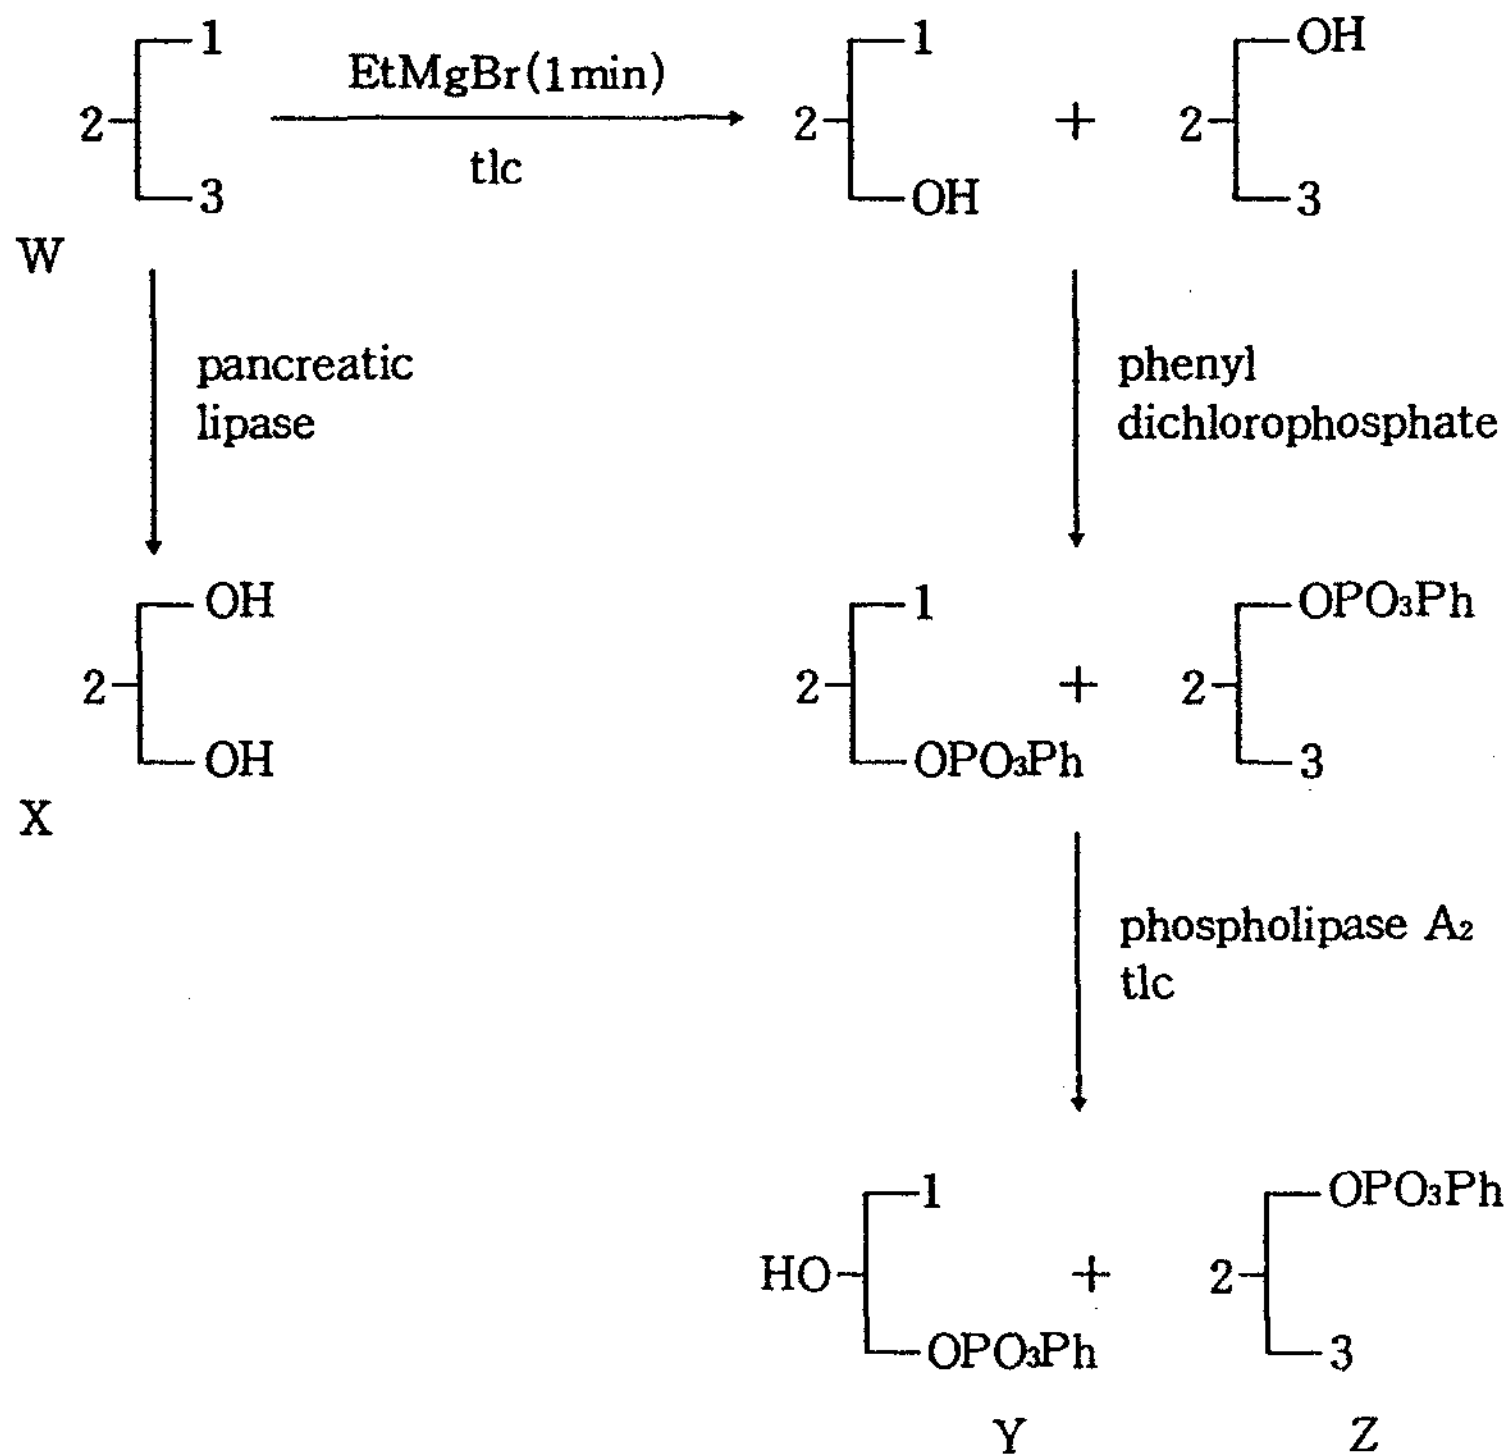 1
2
3
W
EtMgBr(1min)
tlc
1
2
OH
+
OH
2
3
pancreatic
lipase
phenyl
dichlorophosphate
OH
2
OH
X
1
2
OPO₃Ph
+
OPO₃Ph
2
3
phospholipase A₂
tlc
1
HO
OPO₃Ph
+
OPO₃Ph
2
3
Y
Z